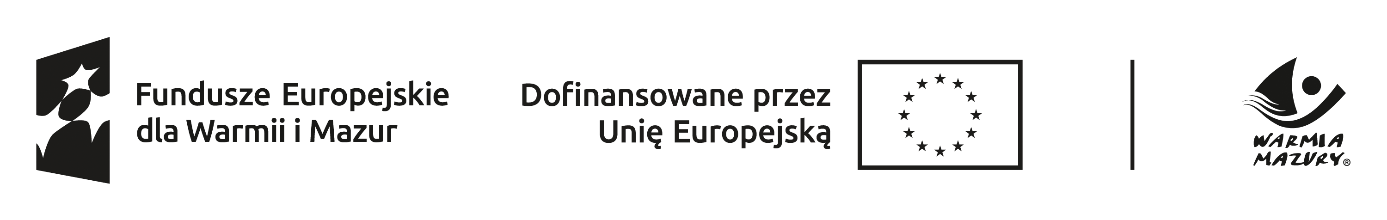 Fundusze Europejskie
dla Warmii i Mazur
Dofinansowane przez
Unię Europejską
WARMIA
MAZURY®